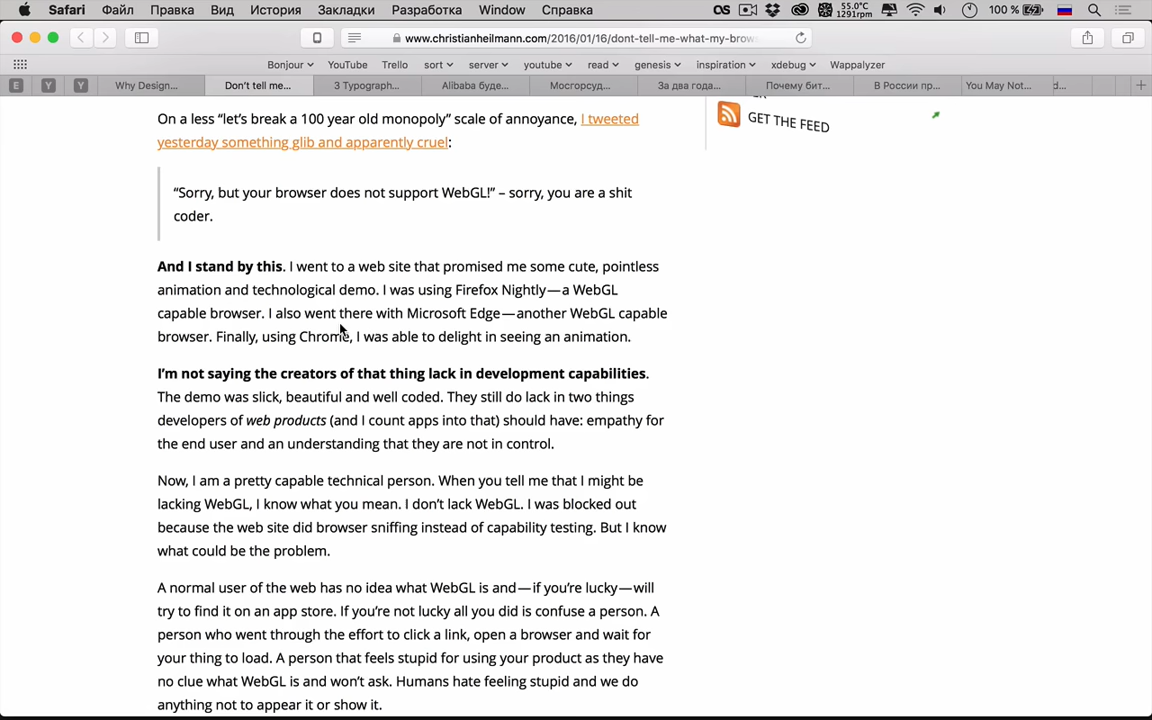 Safari Файл Правка Вид История Закладки Разработка Window Справка OS 55.0°C 1291rpm 100 %
www.christianheilmann.com/2016/01/16/dont-tell-me-what-my-brow
Bonjour YouTube Trello sort server youtube read genesis inspiration xdebug Wappalyzer
E Y Y Why Design... Don't tell me... 3 Typograph... Alibaba буде... Мосгорсуд... За два года... Почему бит... В России пр... You May Not... d...
On a less “let’s break a 100 year old monopoly” scale of annoyance, I tweeted
yesterday something glib and apparently cruel:
GET THE FEED
“Sorry, but your browser does not support WebGL!” – sorry, you are a shit
coder.
And I stand by this. I went to a web site that promised me some cute, pointless
animation and technological demo. I was using Firefox Nightly—a WebGL
capable browser. I also went there with Microsoft Edge—another WebGL capable
browser. Finally, using Chrome, I was able to delight in seeing an animation.
I’m not saying the creators of that thing lack in development capabilities.
The demo was slick, beautiful and well coded. They still do lack in two things
developers of web products (and I count apps into that) should have: empathy for
the end user and an understanding that they are not in control.
Now, I am a pretty capable technical person. When you tell me that I might be
lacking WebGL, I know what you mean. I don’t lack WebGL. I was blocked out
because the web site did browser sniffing instead of capability testing. But I know
what could be the problem.
A normal user of the web has no idea what WebGL is and—if you’re lucky—will
try to find it on an app store. If you’re not lucky all you did is confuse a person. A
person who went through the effort to click a link, open a browser and wait for
your thing to load. A person that feels stupid for using your product as they have
no clue what WebGL is and won’t ask. Humans hate feeling stupid and we do
anything not to appear it or show it.